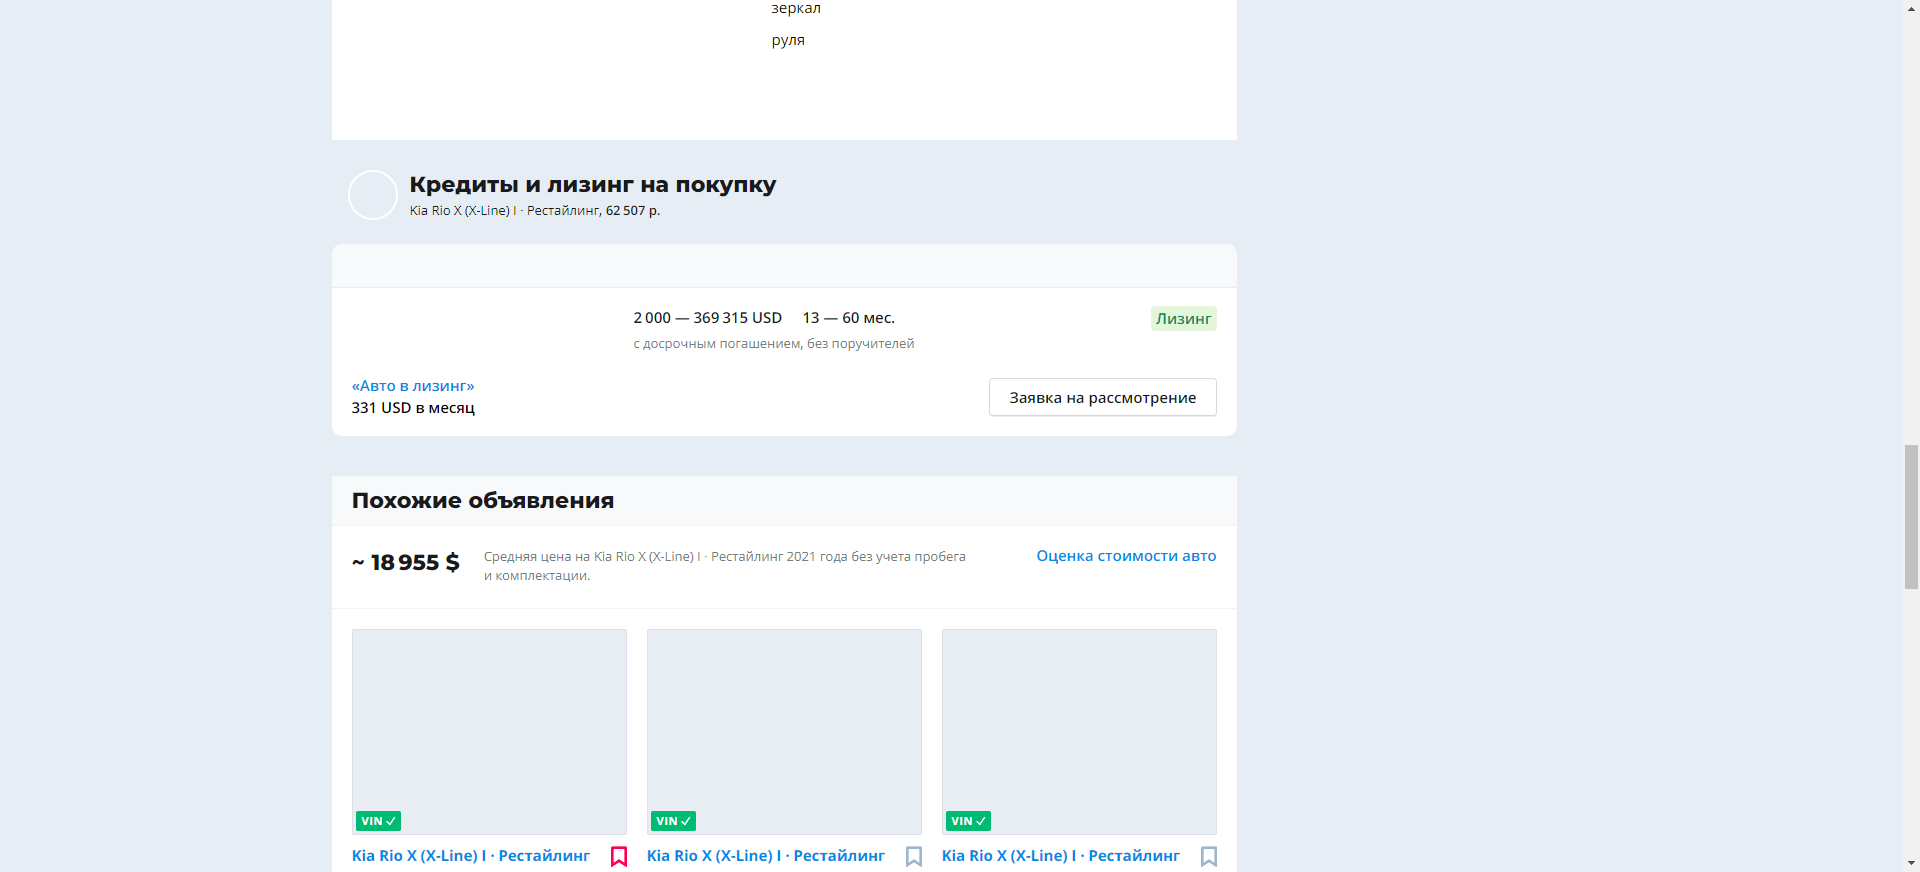 зеркал
руля
Кредиты и лизинг на покупку
Kia Rio X (X-Line) I · Рестайлинг, 62 507 р.
2 000 — 369 315 USD 13 — 60 мес.
Лизинг
с досрочным погашением, без поручителей
«Авто в лизинг»
331 USD в месяц
Заявка на рассмотрение
Похожие объявления
~ 18 955 $
Средняя цена на Kia Rio X (X-Line) I · Рестайлинг 2021 года без учета пробега
и комплектации.
Оценка стоимости авто
VIN ✓
VIN ✓
VIN ✓
Kia Rio X (X-Line) I · Рестайлинг
Kia Rio X (X-Line) I · Рестайлинг
Kia Rio X (X-Line) I · Рестайлинг